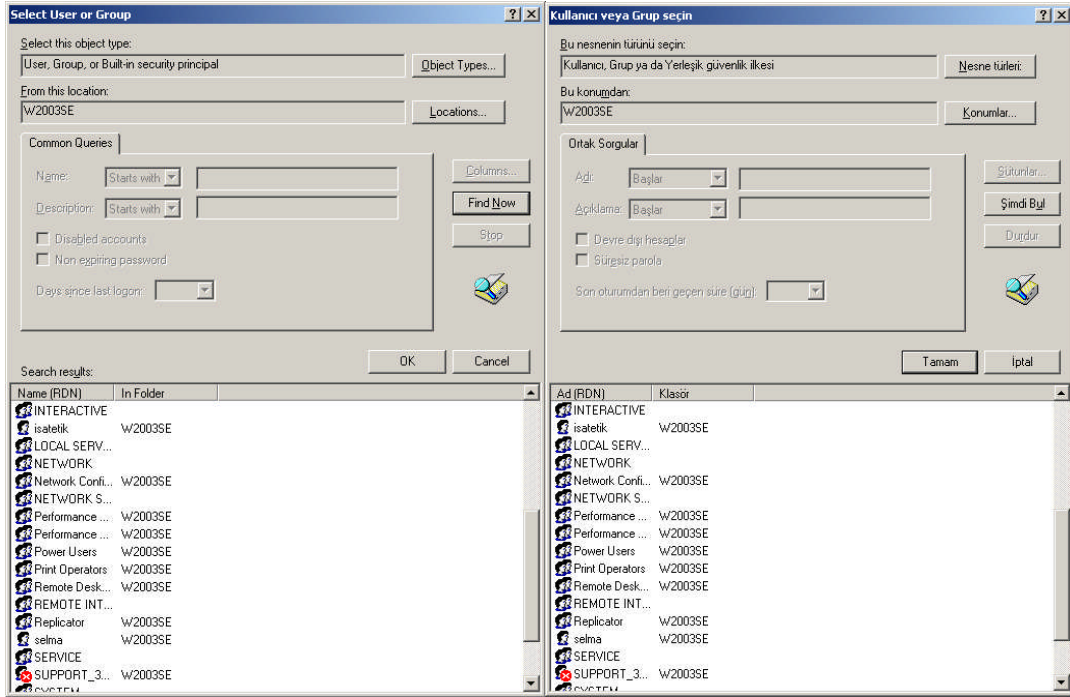 Select User or Group
Select this object type:
User, Group, or Built-in security principal
Object Types...
From this location:
W2003SE
Locations...
Common Queries
Name:
Starts with
Columns...
Description:
Starts with
Find Now
Disabled accounts
Stop
Non expiring password
Days since last logon:
OK
Cancel
Search results:
Name (RDN) In Folder
INTERACTIVE
isatetik W2003SE
LOCAL SERV...
NETWORK
Network Confi... W2003SE
NETWORK S...
Performance ... W2003SE
Performance ... W2003SE
Power Users W2003SE
Print Operators W2003SE
Remote Desk... W2003SE
REMOTE INT...
Replicator W2003SE
selma W2003SE
SERVICE
SUPPORT_3... W2003SE
SYSTEM
Kullanıcı veya Grup seçin
Bu nesnenin türünü seçin:
Kullanıcı, Grup ya da Yerleşik güvenlik ilkesi
Nesne türleri:
Bu konumdan:
W2003SE
Konumlar...
Ortak Sorgular
Adı:
Başlar
Sütunlar...
Açıklama:
Başlar
Şimdi Bul
Devre dışı hesaplar
Durdur
Süresiz parola
Son oturumdan beri geçen süre (gün):
Tamam
İptal
Ad (RDN) Klasör
INTERACTIVE
isatetik W2003SE
LOCAL SERV...
NETWORK
Network Confi... W2003SE
NETWORK S...
Performance ... W2003SE
Performance ... W2003SE
Power Users W2003SE
Print Operators W2003SE
Remote Desk... W2003SE
REMOTE INT...
Replicator W2003SE
selma W2003SE
SERVICE
SUPPORT_3... W2003SE
SYSTEM